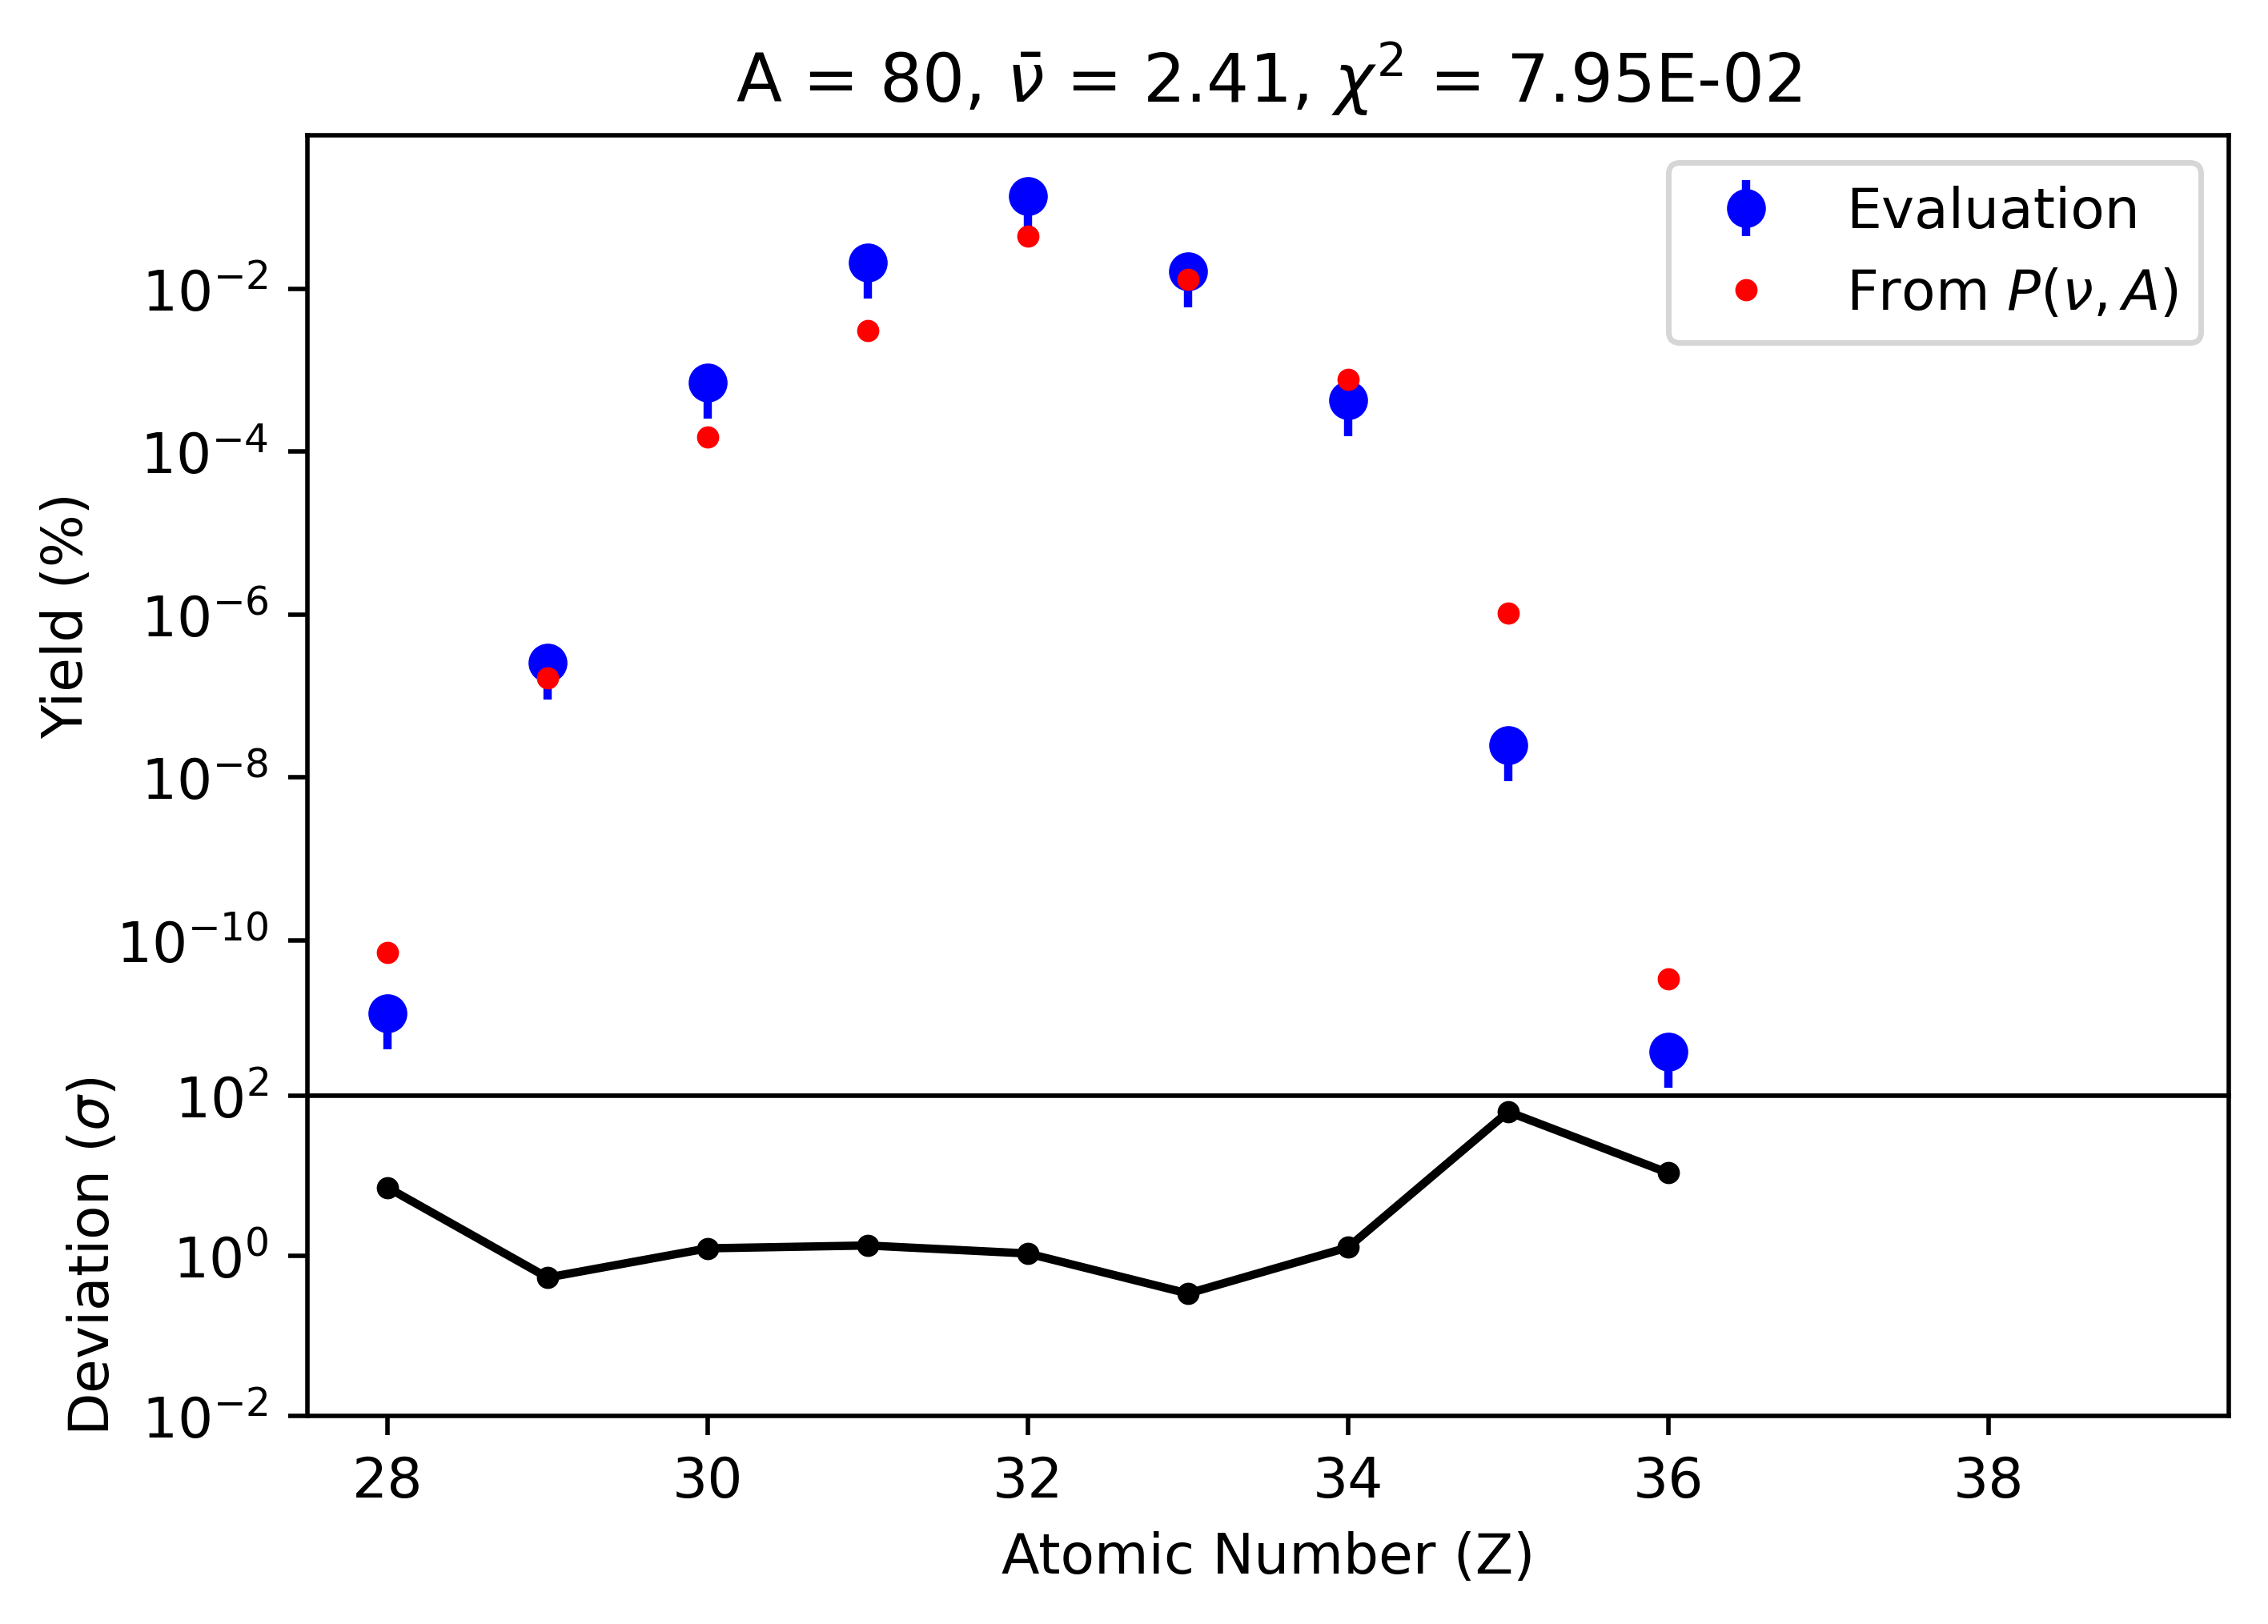 A = 80, ν̄ = 2.41, χ² = 7.95E-02
Evaluation
From P(ν, A)
Yield (%)
10⁻²
10⁻⁴
10⁻⁶
10⁻⁸
10⁻¹⁰
Deviation (σ)
10²
10⁰
10⁻²
28 30 32 34 36 38
Atomic Number (Z)